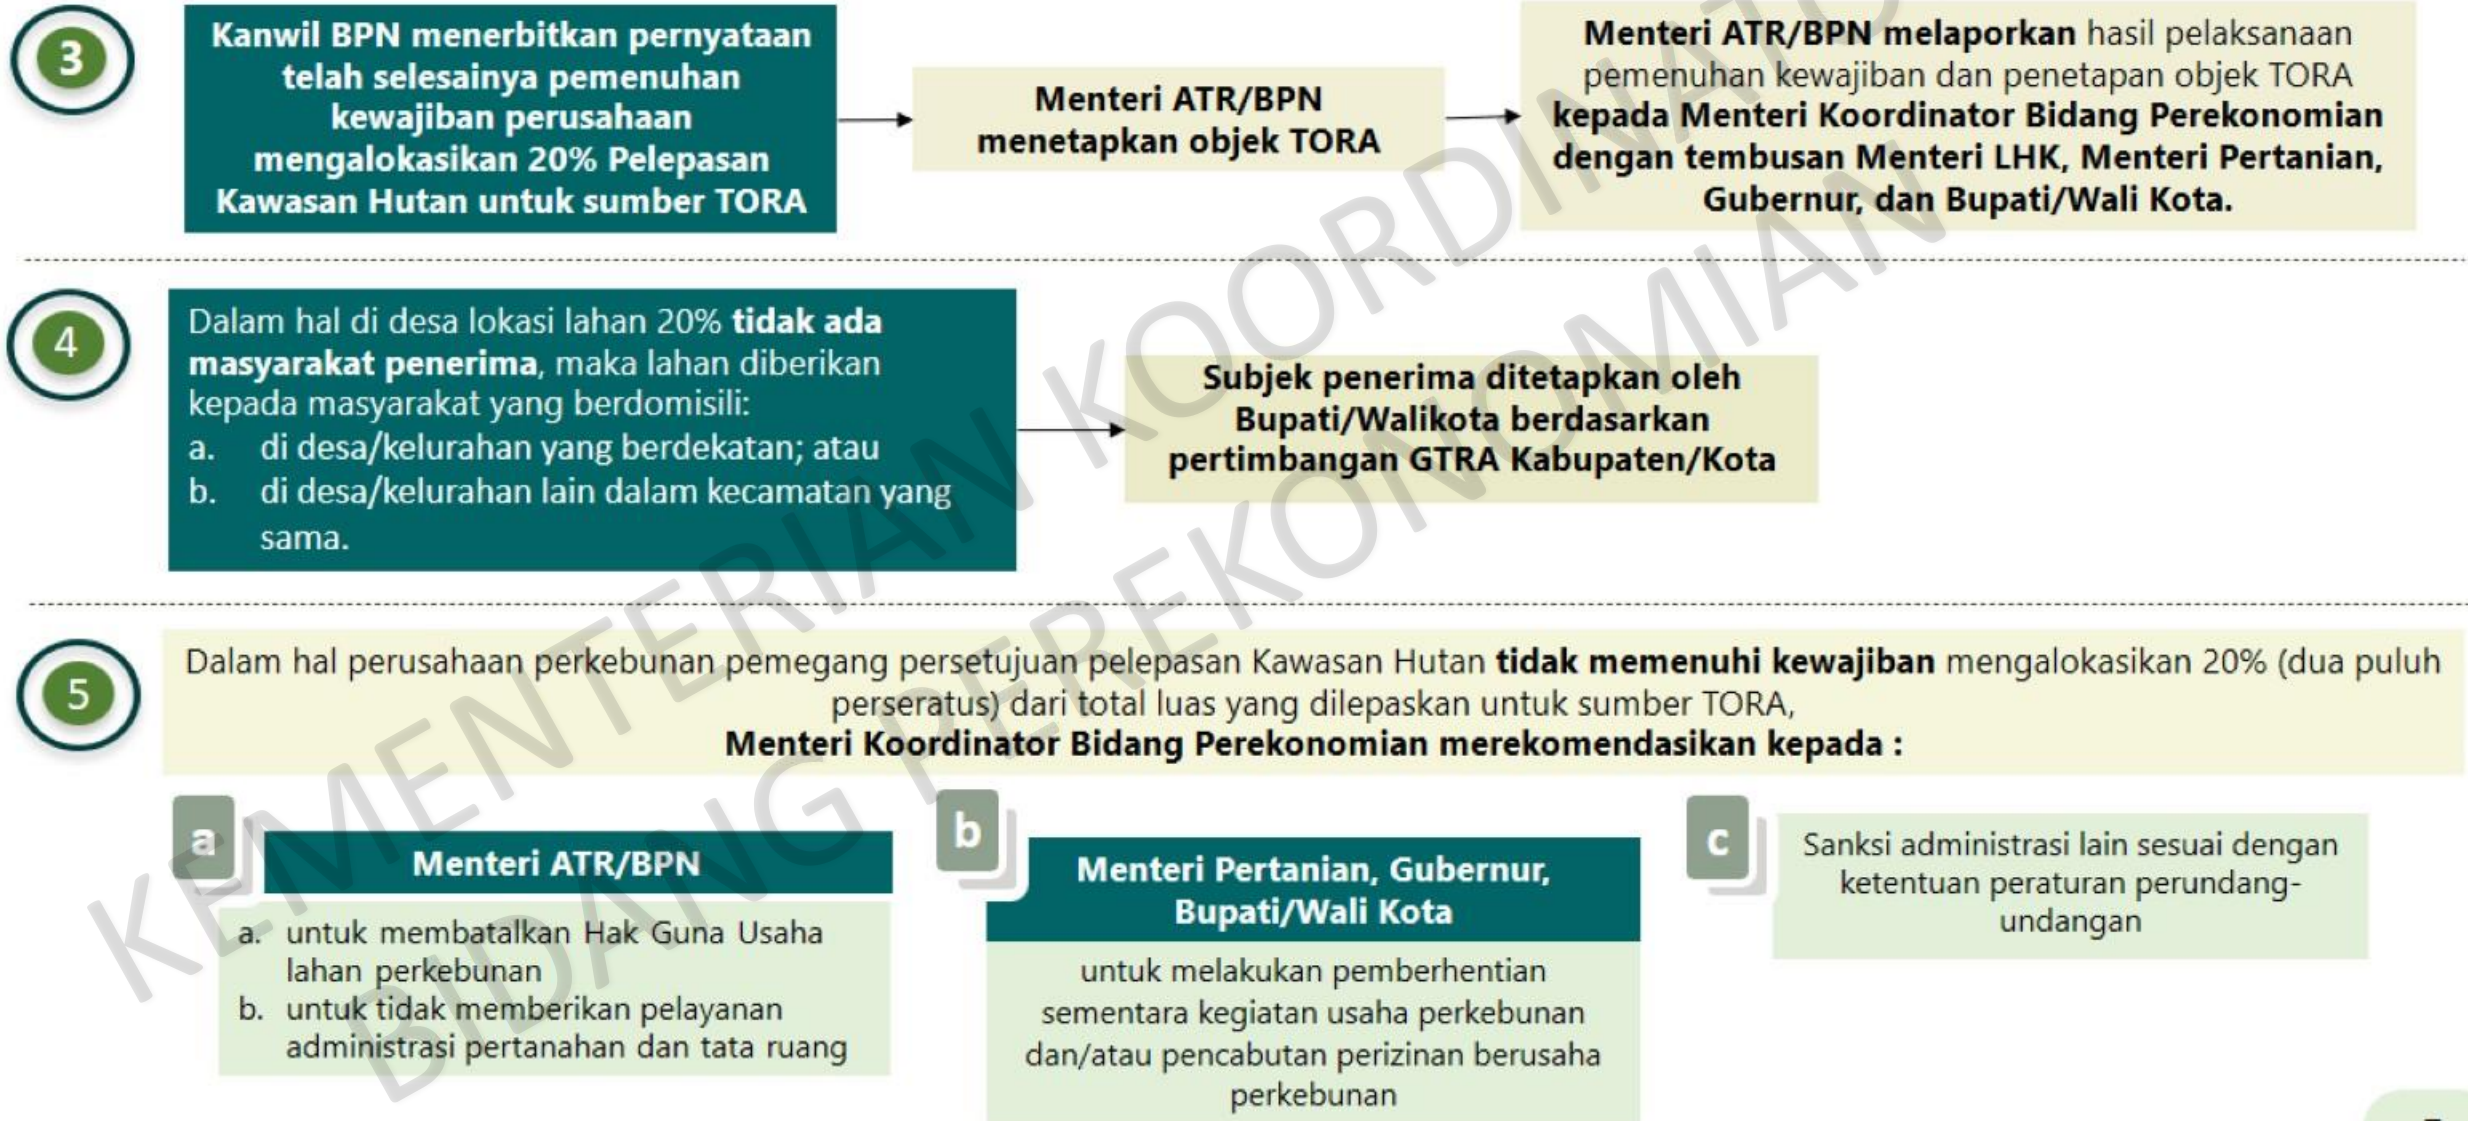 3
Kanwil BPN menerbitkan pernyataan
telah selesainya pemenuhan
kewajiban perusahaan
mengalokasikan 20% Pelepasan
Kawasan Hutan untuk sumber TORA
Menteri ATR/BPN
menetapkan objek TORA
Menteri ATR/BPN melaporkan hasil pelaksanaan
pemenuhan kewajiban dan penetapan objek TORA
kepada Menteri Koordinator Bidang Perekonomian
dengan tembusan Menteri LHK, Menteri Pertanian,
Gubernur, dan Bupati/Wali Kota.
4
Dalam hal di desa lokasi lahan 20% tidak ada
masyarakat penerima, maka lahan diberikan
kepada masyarakat yang berdomisili:
a. di desa/kelurahan yang berdekatan; atau
b. di desa/kelurahan lain dalam kecamatan yang
sama.
Subjek penerima ditetapkan oleh
Bupati/Walikota berdasarkan
pertimbangan GTRA Kabupaten/Kota
5
Dalam hal perusahaan perkebunan pemegang persetujuan pelepasan Kawasan Hutan tidak memenuhi kewajiban mengalokasikan 20% (dua puluh
perseratus) dari total luas yang dilepaskan untuk sumber TORA,
Menteri Koordinator Bidang Perekonomian merekomendasikan kepada :
a
Menteri ATR/BPN
a. untuk membatalkan Hak Guna Usaha
lahan perkebunan
b. untuk tidak memberikan pelayanan
administrasi pertanahan dan tata ruang
b
Menteri Pertanian, Gubernur,
Bupati/Wali Kota
untuk melakukan pemberhentian
sementara kegiatan usaha perkebunan
dan/atau pencabutan perizinan berusaha
perkebunan
c
Sanksi administrasi lain sesuai dengan
ketentuan peraturan perundang-
undangan
KEMENTERIAN KOORDINATO
BIDANG PEREKONOMIAN